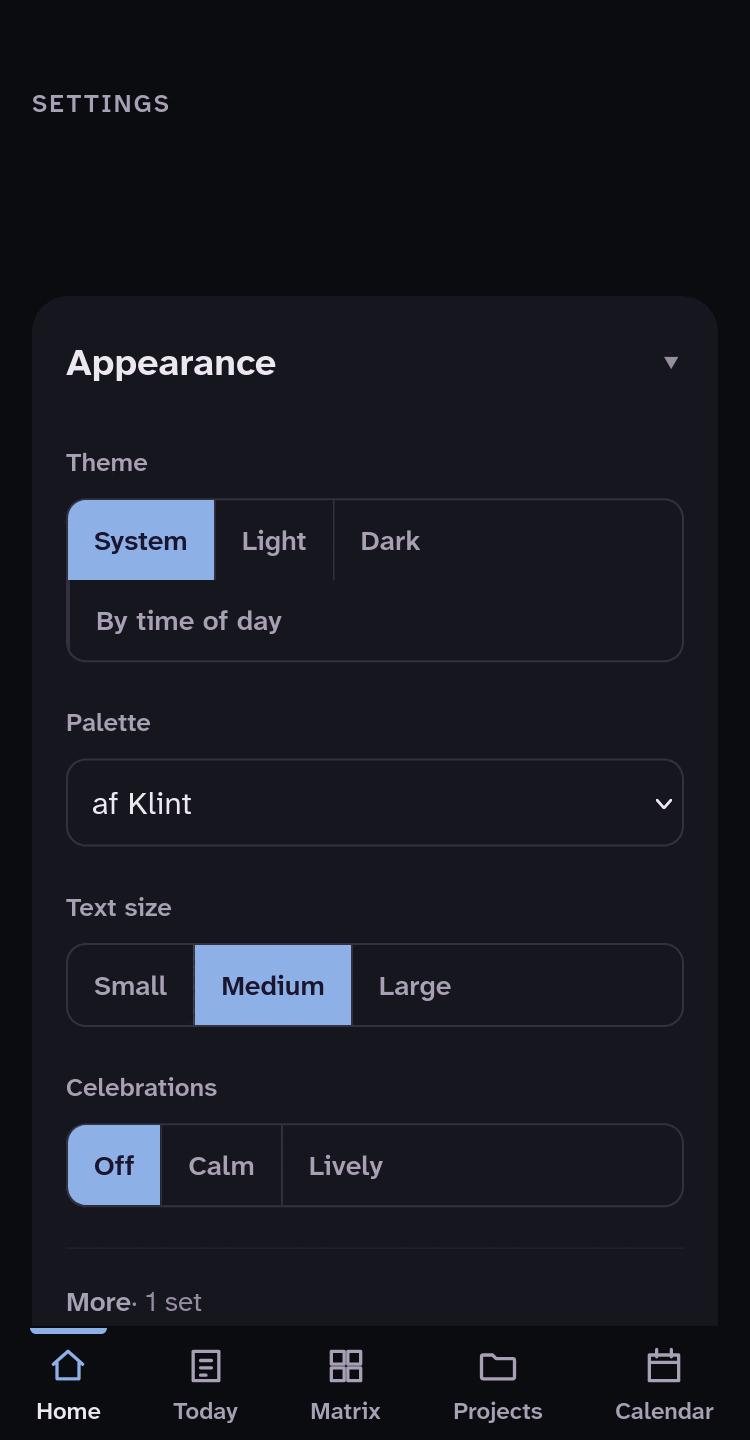 SETTINGS
Appearance
Theme
System Light Dark
By time of day
Palette
af Klint
Text size
Small Medium Large
Celebrations
Off Calm Lively
More· 1 set
Home Today Matrix Projects Calendar